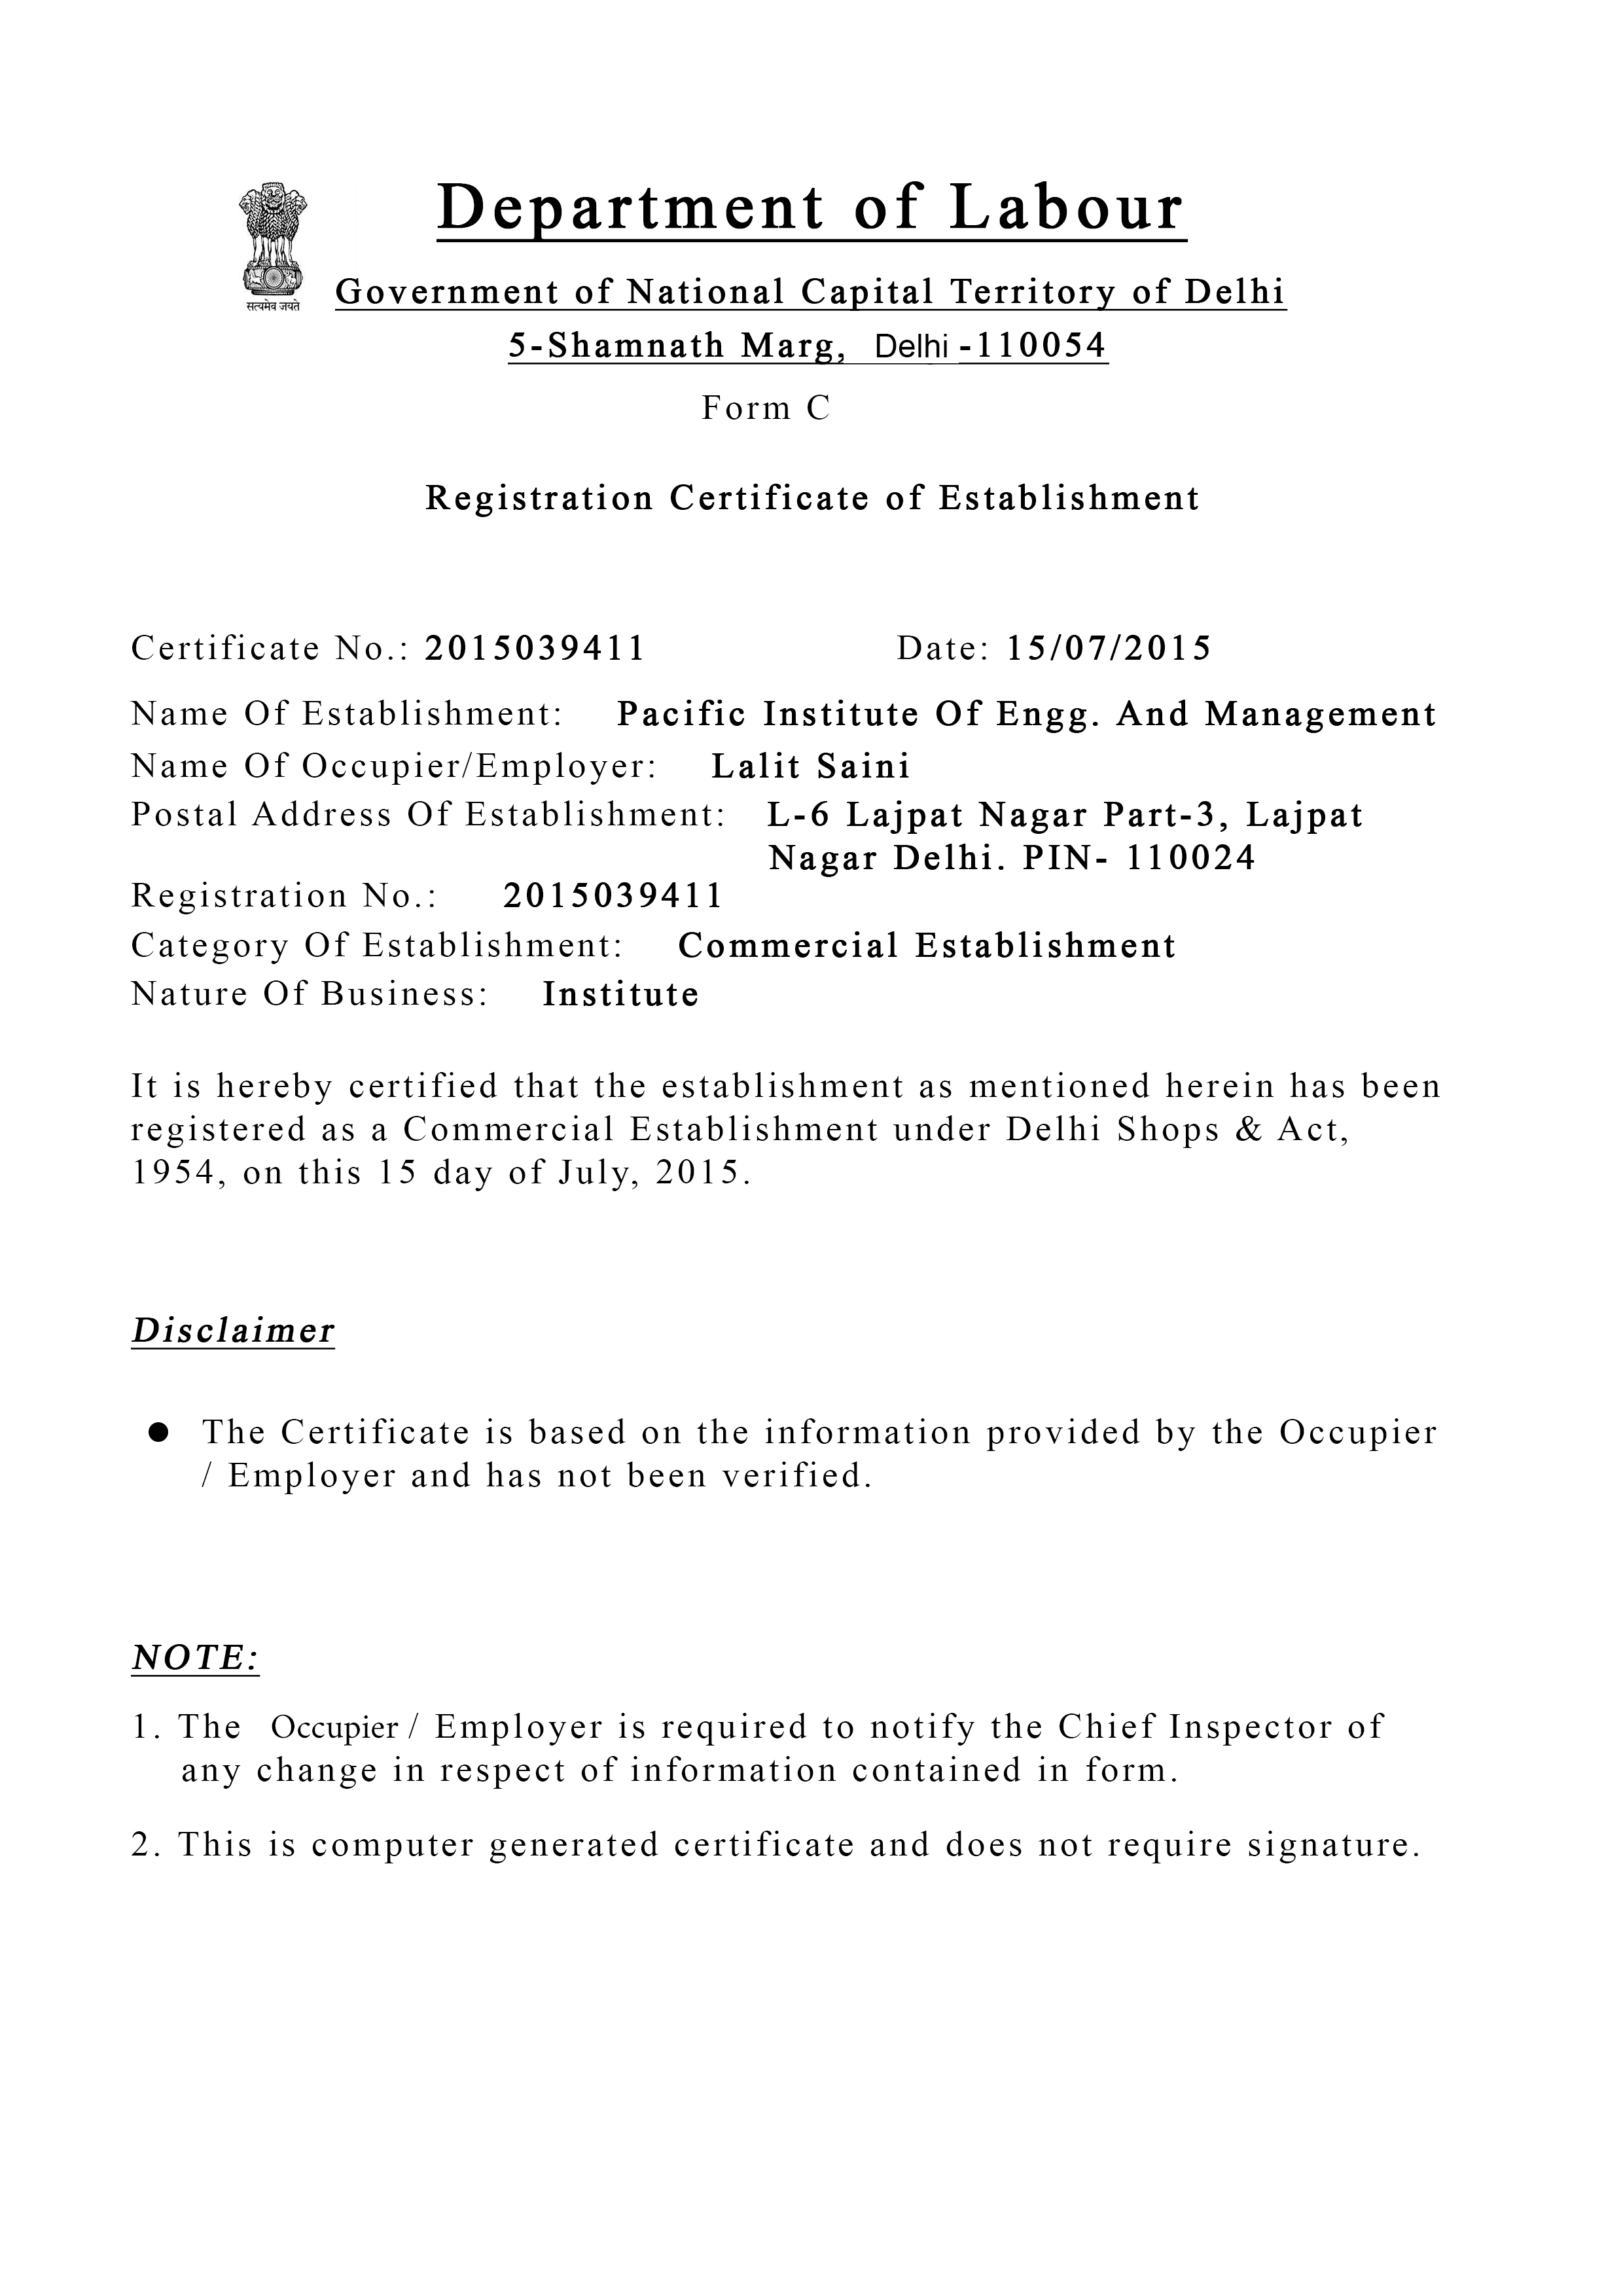 Department of Labour
सत्यमेव जयते
Government of National Capital Territory of Delhi
5-Shamnath Marg, Delhi -110054
Form C
Registration Certificate of Establishment
Certificate No.: 2015039411 Date: 15/07/2015
Name Of Establishment: Pacific Institute Of Engg. And Management
Name Of Occupier/Employer: Lalit Saini
Postal Address Of Establishment: L-6 Lajpat Nagar Part-3, Lajpat
Nagar Delhi. PIN- 110024
Registration No.: 2015039411
Category Of Establishment: Commercial Establishment
Nature Of Business: Institute
It is hereby certified that the establishment as mentioned herein has been
registered as a Commercial Establishment under Delhi Shops & Act,
1954, on this 15 day of July, 2015.
Disclaimer
● The Certificate is based on the information provided by the Occupier
/ Employer and has not been verified.
NOTE:
1. The Occupier / Employer is required to notify the Chief Inspector of
any change in respect of information contained in form.
2. This is computer generated certificate and does not require signature.